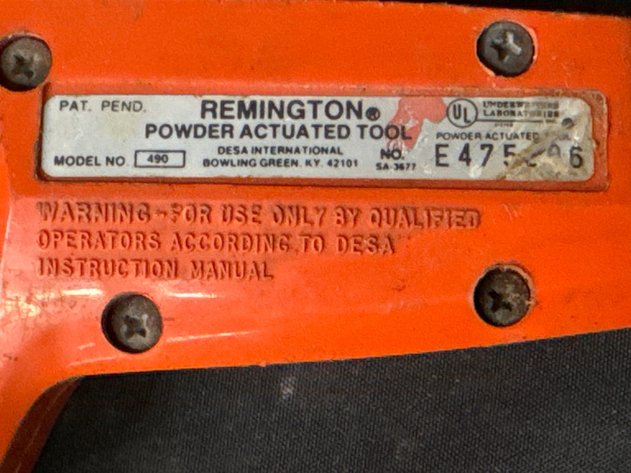 PAT. PEND.
REMINGTON®
POWDER ACTUATED TOOL
DESA INTERNATIONAL
BOWLING GREEN, KY. 42101
MODEL NO. 490
UL UNDERWRITERS
LABORATORIES
POWDER ACTUATED TOOL
NO.
SA-3677
WARNING-FOR USE ONLY BY QUALIFIED
OPERATORS ACCORDING TO DESA
INSTRUCTION MANUAL